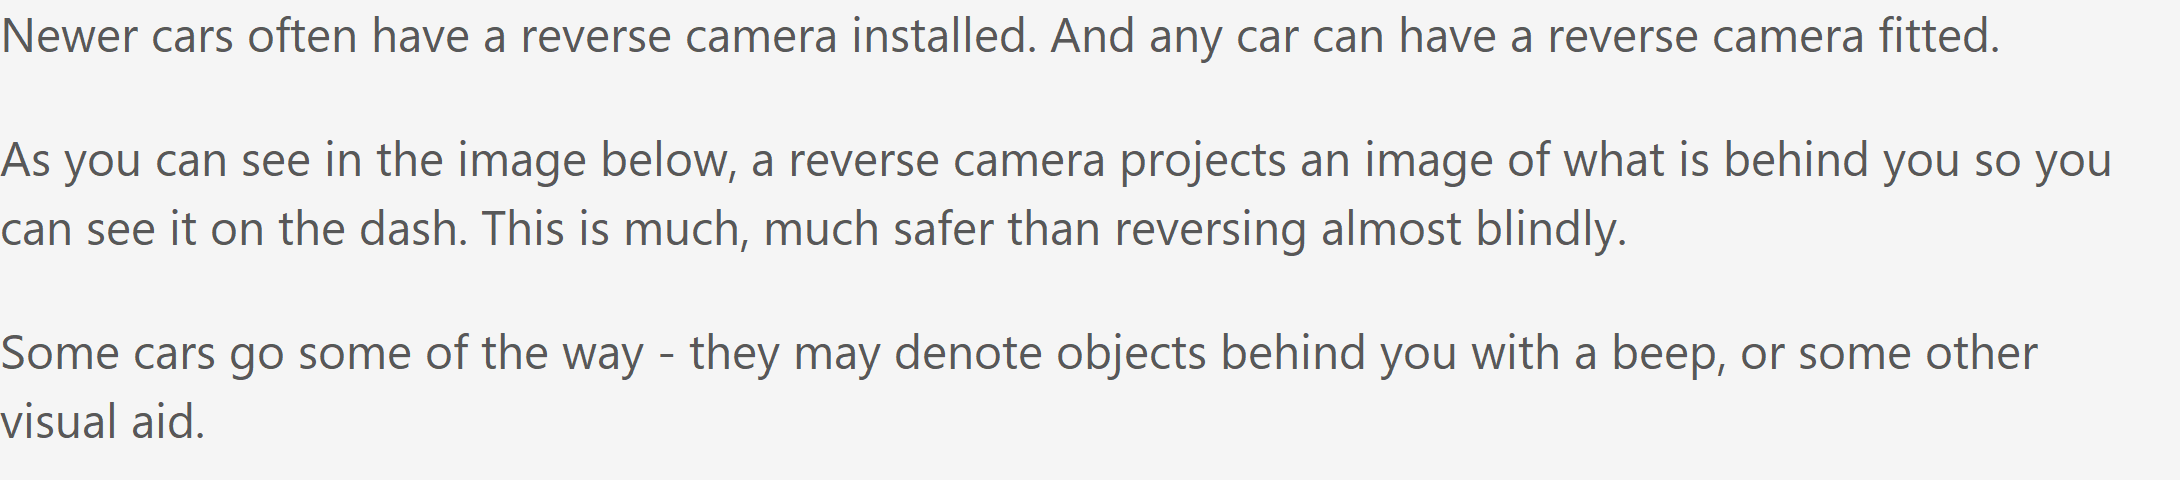 Newer cars often have a reverse camera installed. And any car can have a reverse camera fitted.
As you can see in the image below, a reverse camera projects an image of what is behind you so you
can see it on the dash. This is much, much safer than reversing almost blindly.
Some cars go some of the way - they may denote objects behind you with a beep, or some other
visual aid.